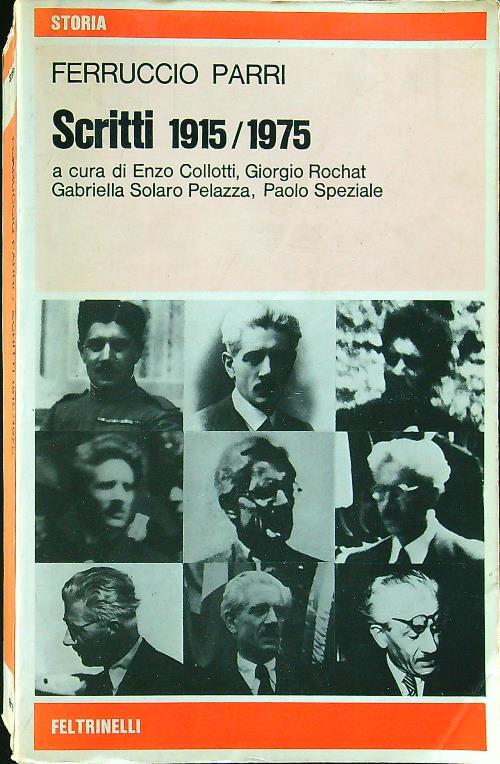 STORIA
FERRUCCIO PARRI
Scritti 1915/1975
a cura di Enzo Collotti, Giorgio Rochat
Gabriella Solaro Pelazza, Paolo Speziale
FELTRINELLI